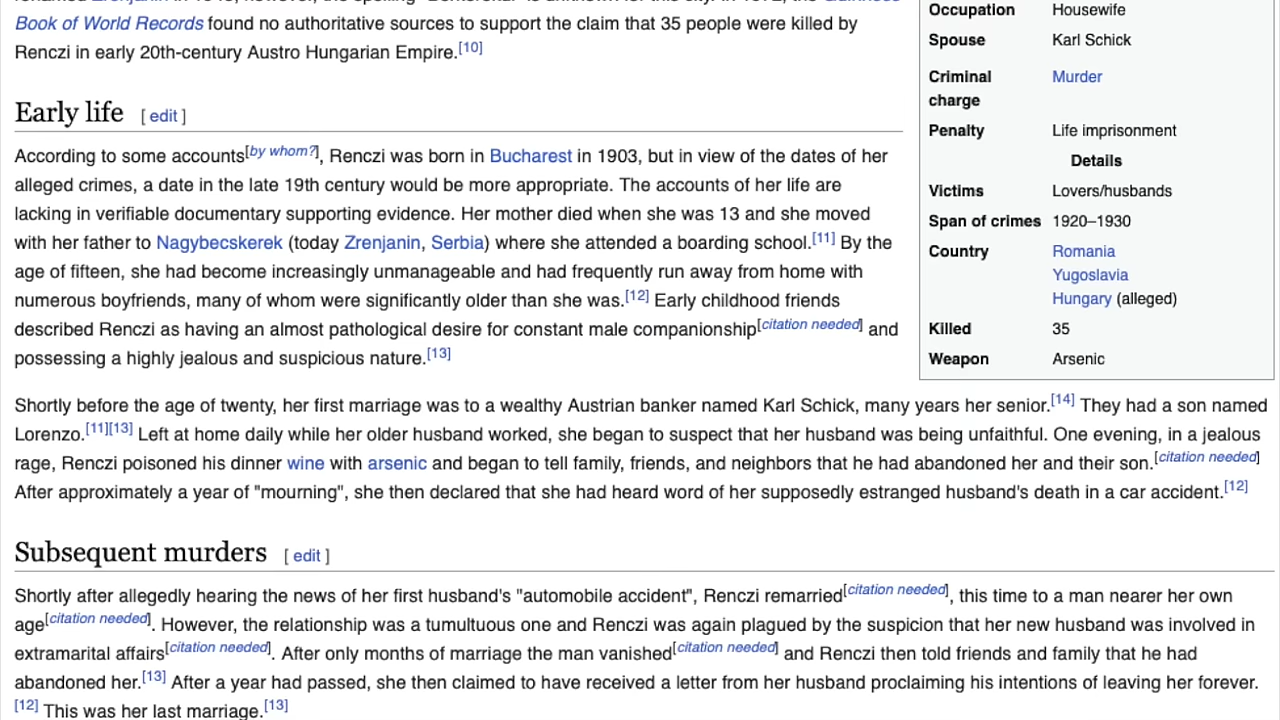 Book of World Records found no authoritative sources to support the claim that 35 people were killed by
Renczi in early 20th-century Austro Hungarian Empire.[10]
Early life [ edit ]
According to some accounts[by whom?], Renczi was born in Bucharest in 1903, but in view of the dates of her
alleged crimes, a date in the late 19th century would be more appropriate. The accounts of her life are
lacking in verifiable documentary supporting evidence. Her mother died when she was 13 and she moved
with her father to Nagybecskerek (today Zrenjanin, Serbia) where she attended a boarding school.[11] By the
age of fifteen, she had become increasingly unmanageable and had frequently run away from home with
numerous boyfriends, many of whom were significantly older than she was.[12] Early childhood friends
described Renczi as having an almost pathological desire for constant male companionship[citation needed] and
possessing a highly jealous and suspicious nature.[13]
Occupation Housewife
Spouse Karl Schick
Criminal
charge Murder
Penalty Life imprisonment
Details
Victims Lovers/husbands
Span of crimes 1920–1930
Country Romania
Yugoslavia
Hungary (alleged)
Killed 35
Weapon Arsenic
Shortly before the age of twenty, her first marriage was to a wealthy Austrian banker named Karl Schick, many years her senior.[14] They had a son named
Lorenzo.[11][13] Left at home daily while her older husband worked, she began to suspect that her husband was being unfaithful. One evening, in a jealous
rage, Renczi poisoned his dinner wine with arsenic and began to tell family, friends, and neighbors that he had abandoned her and their son.[citation needed]
After approximately a year of "mourning", she then declared that she had heard word of her supposedly estranged husband's death in a car accident.[12]
Subsequent murders [ edit ]
Shortly after allegedly hearing the news of her first husband's "automobile accident", Renczi remarried[citation needed], this time to a man nearer her own
age[citation needed]. However, the relationship was a tumultuous one and Renczi was again plagued by the suspicion that her new husband was involved in
extramarital affairs[citation needed]. After only months of marriage the man vanished[citation needed] and Renczi then told friends and family that he had
abandoned her.[13] After a year had passed, she then claimed to have received a letter from her husband proclaiming his intentions of leaving her forever.
[12] This was her last marriage.[13]